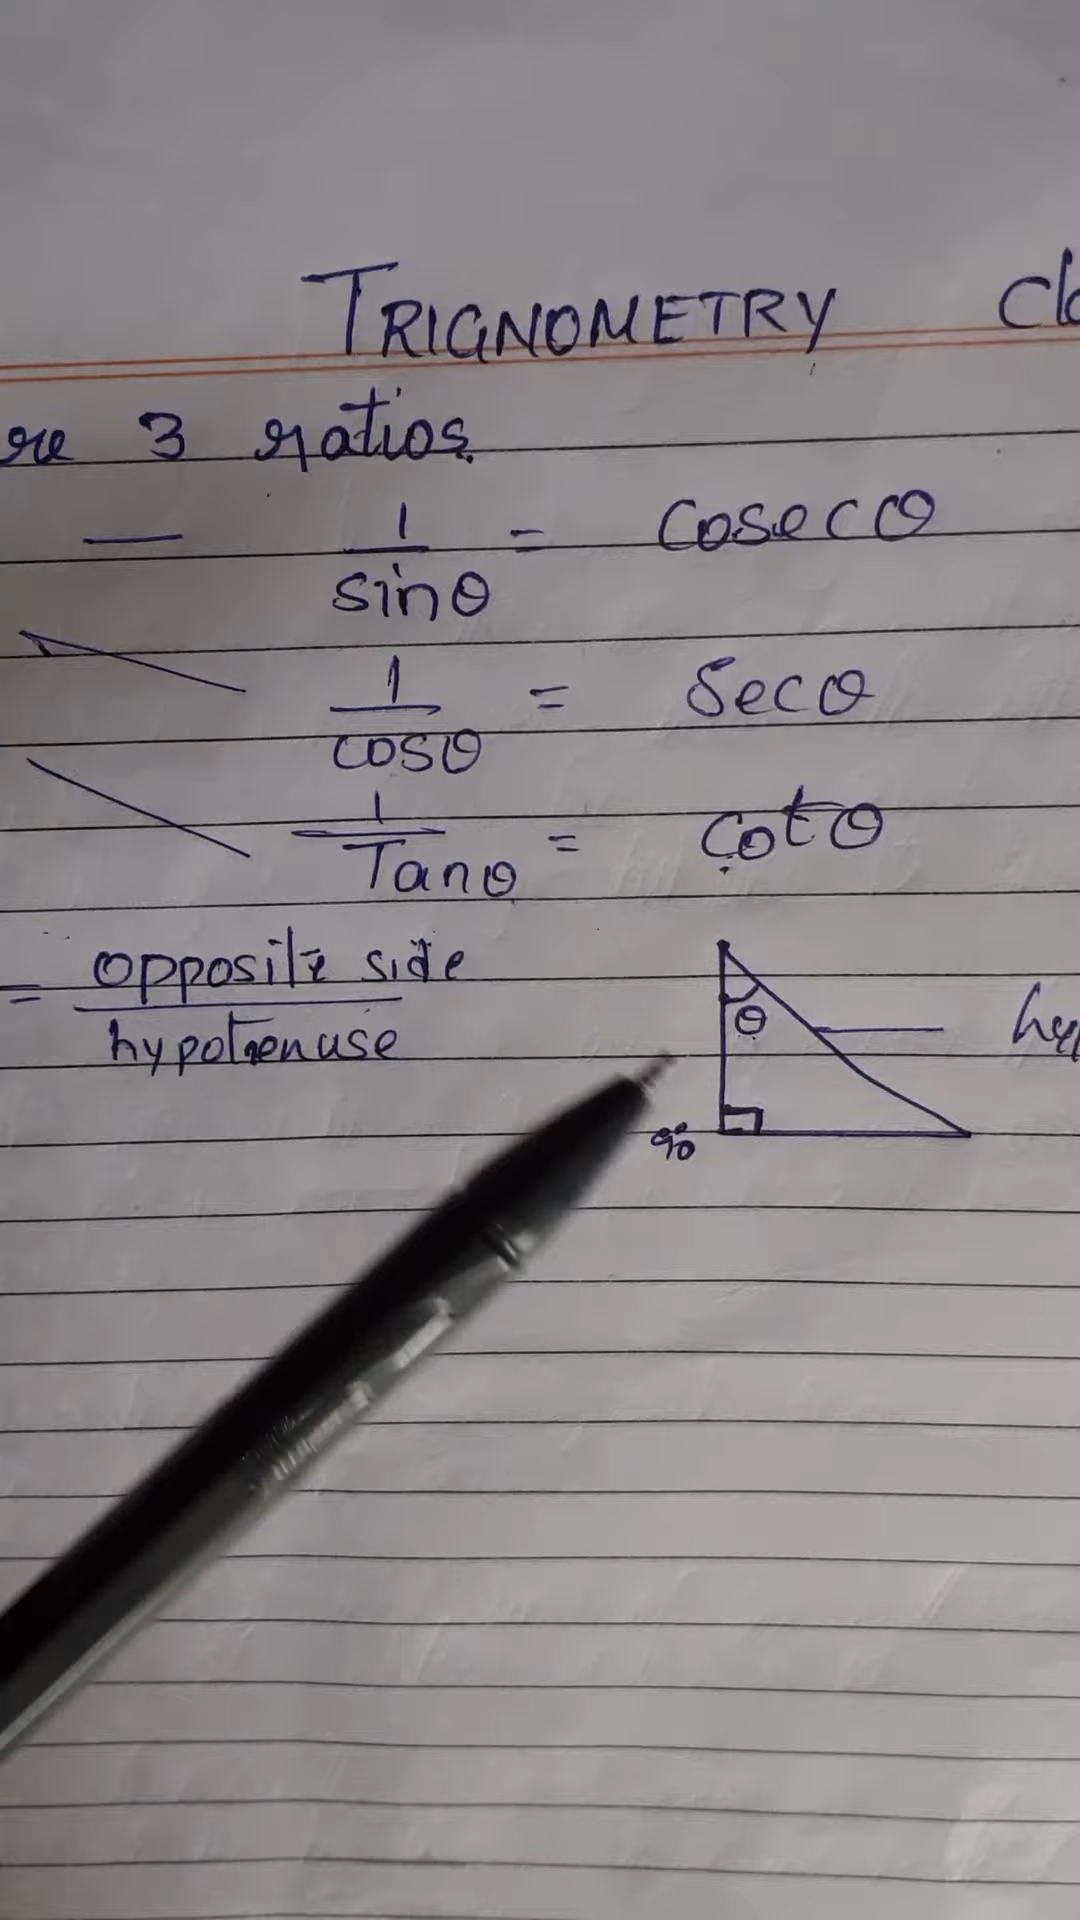 TRIGNOMETRY
3 ratios.
— 1/sinθ = Cosecθ
1/cosθ = Secθ
1/Tanθ = Cotθ
= opposite side/hypotenuse
θ
90°